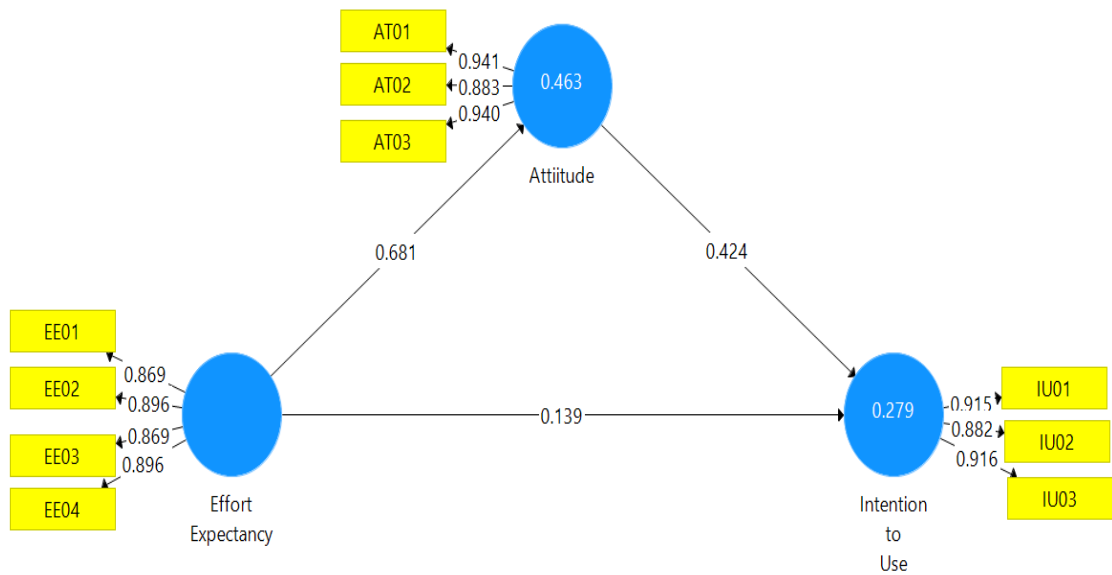 AT01
0.941
AT02
0.883
0.940
AT03
0.463
Attiitude
0.681
0.424
EE01
0.869
EE02
0.896
0.869
EE03
0.896
EE04
Effort
Expectancy
0.139
0.279
Intention
to
Use
0.915
IU01
0.882
IU02
0.916
IU03